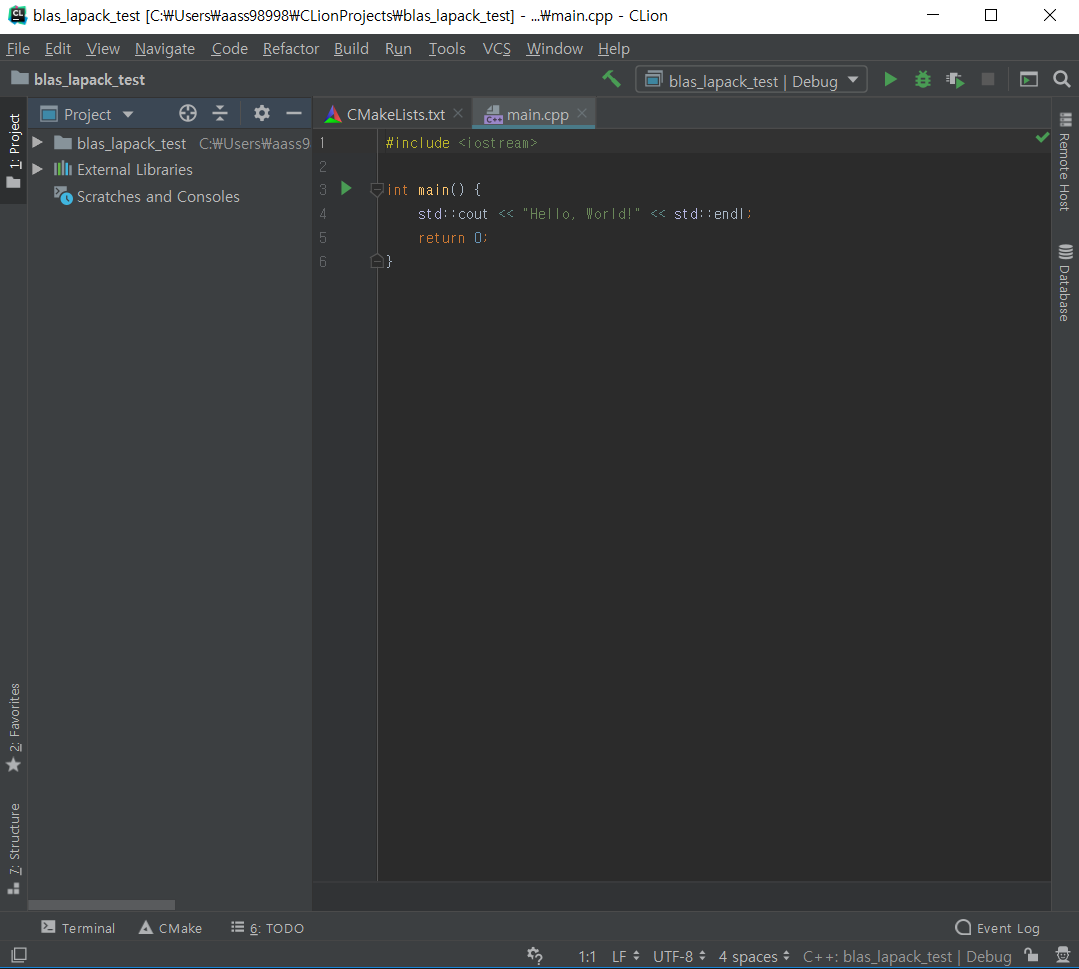 blas_lapack_test [C:₩Users₩aass98998₩CLionProjects₩blas_lapack_test] - ...₩main.cpp - CLion
File Edit View Navigate Code Refactor Build Run Tools VCS Window Help
blas_lapack_test
blas_lapack_test | Debug
Project
CMakeLists.txt
main.cpp
1: Project
blas_lapack_test C:₩Users₩aass9
External Libraries
Scratches and Consoles
1 #include <iostream>
2
3 int main() {
4 std::cout << "Hello, World!" << std::endl;
5 return 0;
6 }
Remote Host
Database
2: Favorites
7: Structure
Terminal CMake 6: TODO Event Log
1:1 LF UTF-8 4 spaces C++: blas_lapack_test | Debug